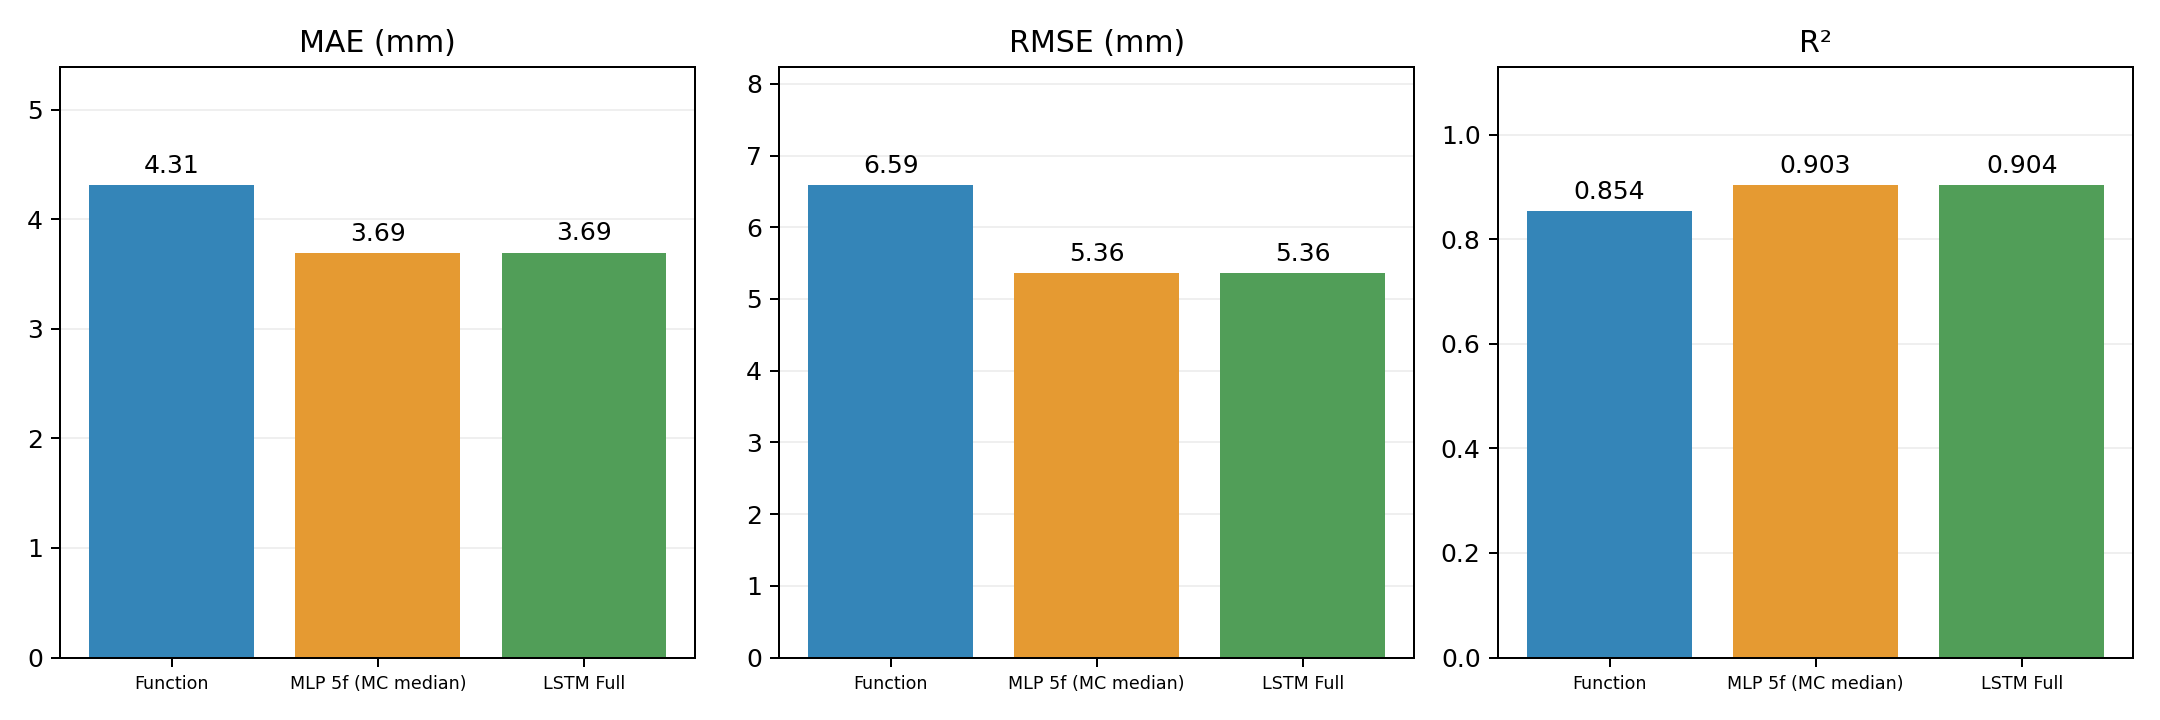 MAE (mm)
5
4
3
2
1
0
4.31
3.69
3.69
Function
MLP 5f (MC median)
LSTM Full
RMSE (mm)
8
7
6
5
4
3
2
1
0
6.59
5.36
5.36
Function
MLP 5f (MC median)
LSTM Full
R²
1.0
0.8
0.6
0.4
0.2
0.0
0.854
0.903
0.904
Function
MLP 5f (MC median)
LSTM Full